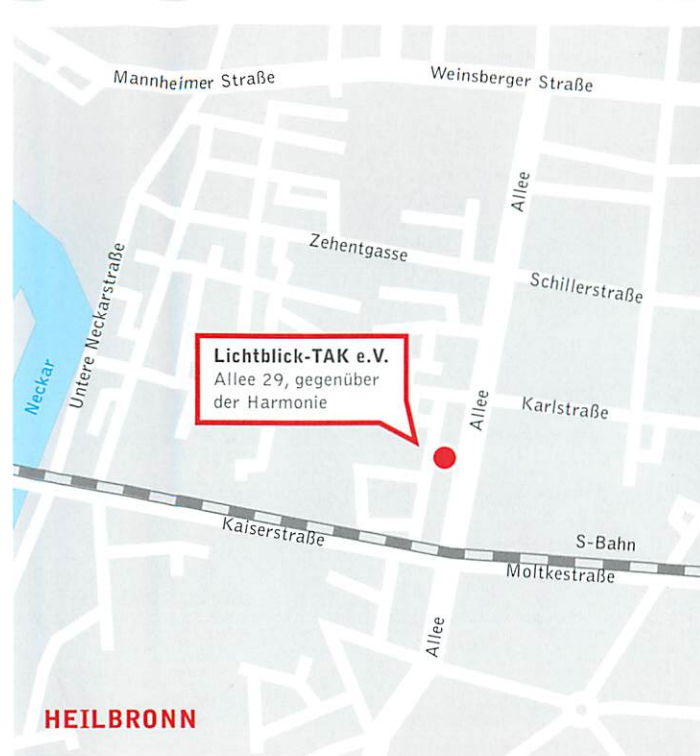 Mannheimer Straße
Weinsberger Straße
Allee
Zehentgasse
Schillerstraße
Untere Neckarstraße
Neckar
Lichtblick-TAK e.V.
Allee 29, gegenüber
der Harmonie
Allee
Karlstraße
Kaiserstraße
S-Bahn
Moltkestraße
Allee
HEILBRONN